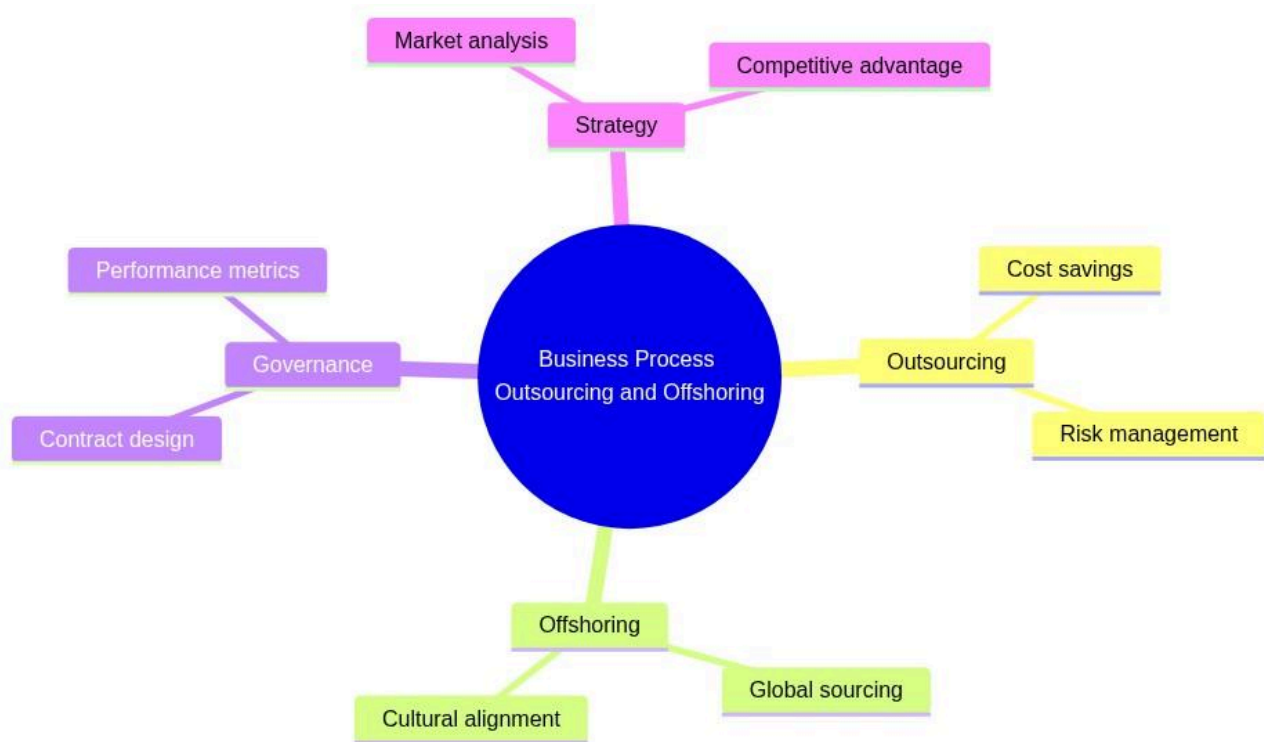 Market analysis
Competitive advantage
Strategy
Performance metrics
Cost savings
Governance
Business Process
Outsourcing and Offshoring
Outsourcing
Contract design
Risk management
Offshoring
Global sourcing
Cultural alignment